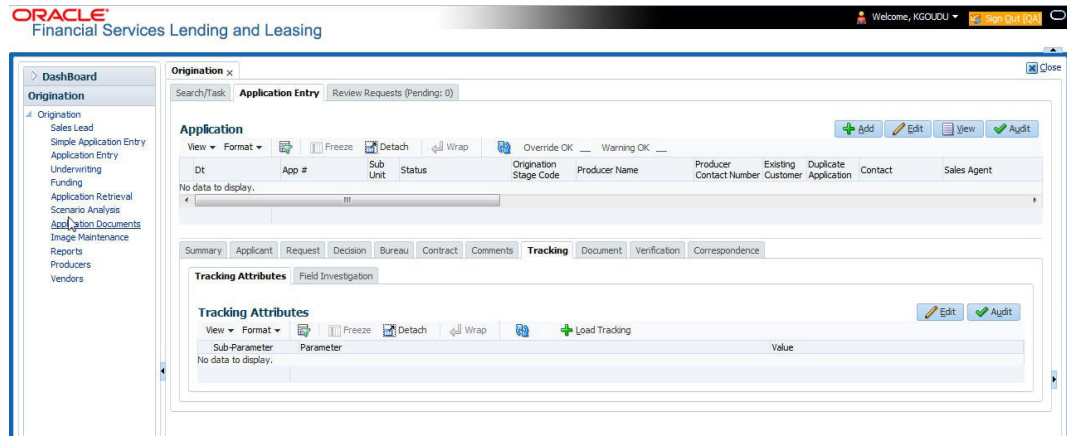 ORACLE
Financial Services Lending and Leasing
Welcome, KGOUDU
Sign Out [QA]
DashBoard
Origination
Origination
Sales Lead
Simple Application Entry
Application Entry
Underwriting
Funding
Application Retrieval
Scenario Analysis
Application Documents
Image Maintenance
Reports
Producers
Vendors
Origination x
Close
Search/Task Application Entry Review Requests (Pending: 0)
Application
Add Edit View Audit
View Format Freeze Detach Wrap Override OK __ Warning OK __
Dt App # Sub Unit Status Origination Stage Code Producer Name Producer Contact Number Existing Customer Duplicate Application Contact Sales Agent
No data to display.
Summary Applicant Request Decision Bureau Contract Comments Tracking Document Verification Correspondence
Tracking Attributes Field Investigation
Tracking Attributes
Edit Audit
View Format Freeze Detach Wrap Load Tracking
Sub-Parameter Parameter Value
No data to display.